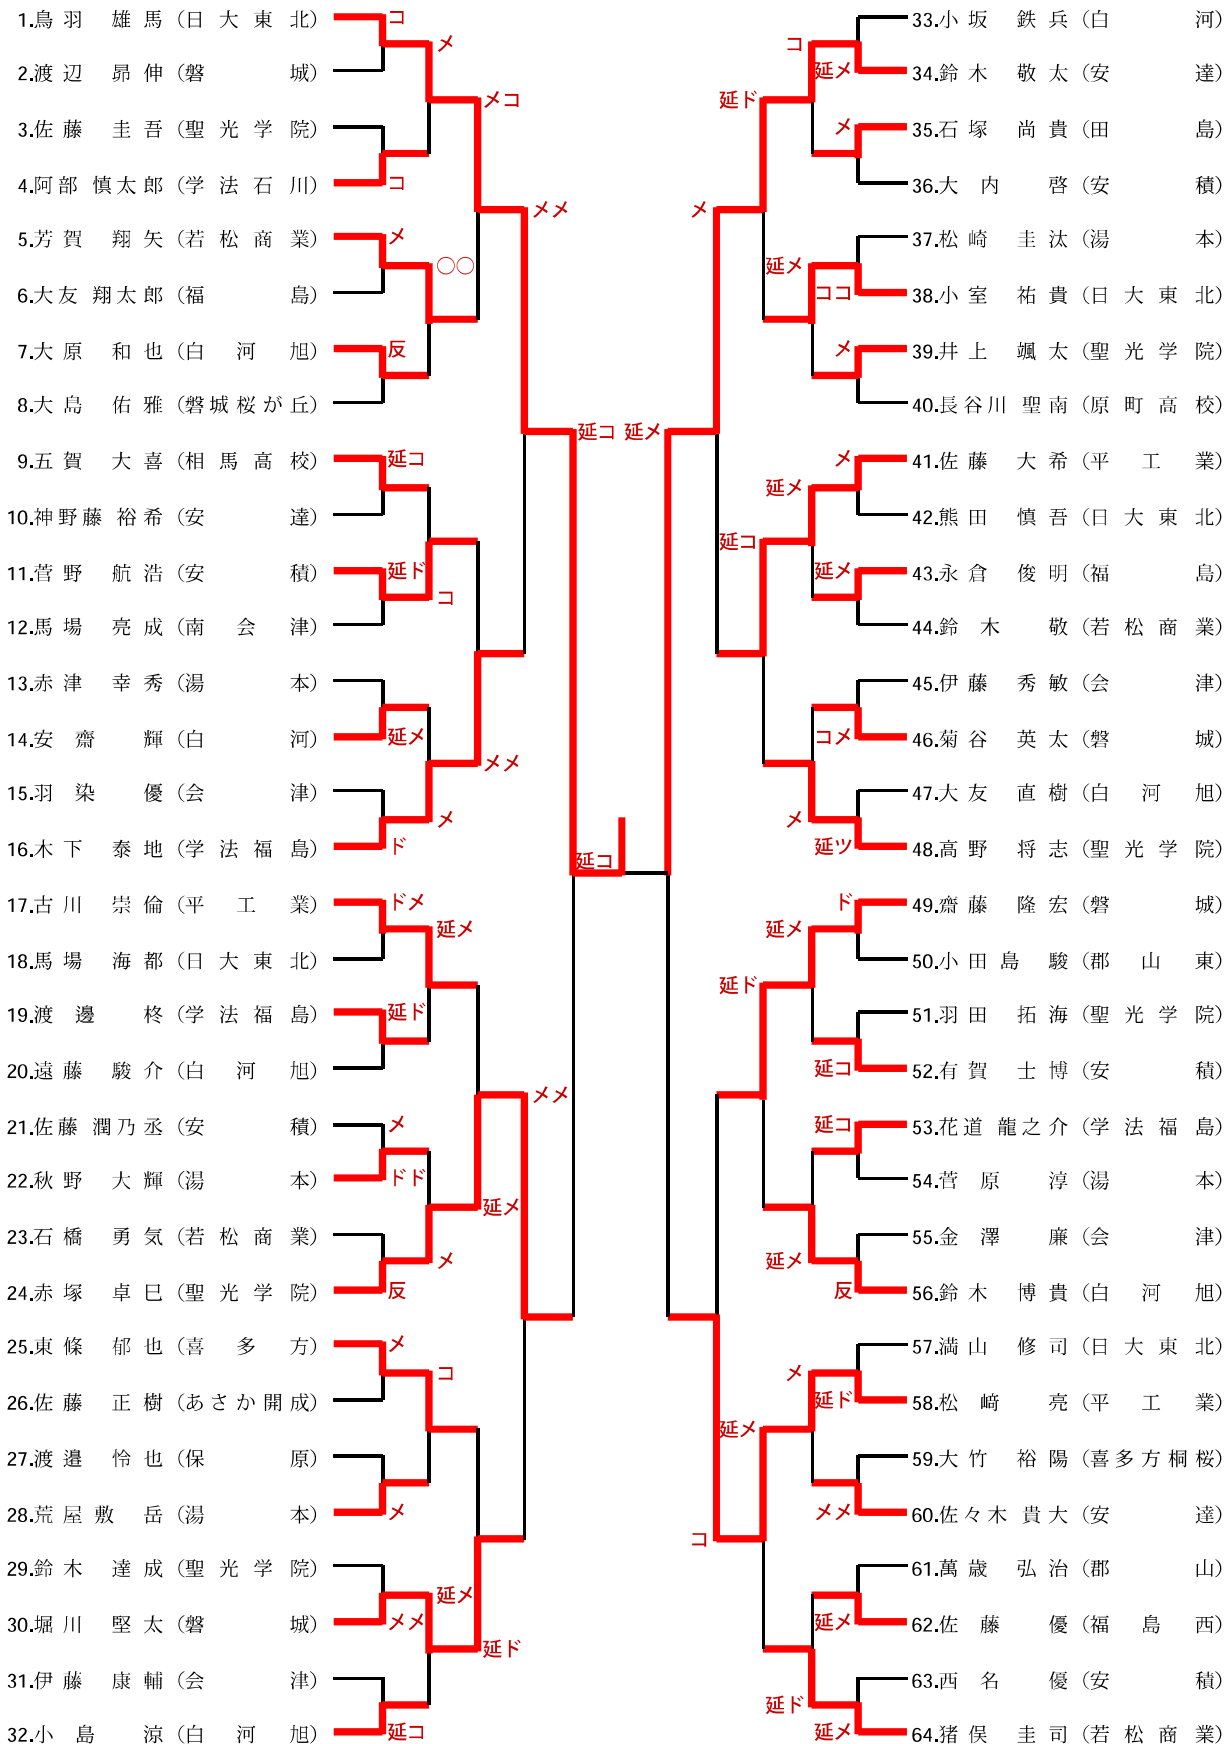 1.鳥羽 雄馬(日大東北)
コ
メ
2.渡辺 昴伸(磐城)
メコ
3.佐藤 圭吾(聖光学院)
4.阿部 慎太郎(学法石川)
コ
メメ
5.芳賀 翔矢(若松商業)
メ
○○
6.大友 翔太郎(福島)
7.大原 和也(白河旭)
反
8.大島 佑雅(磐城桜が丘)
延コ
9.五賀 大喜(相馬高校)
延コ
10.神野藤 裕希(安達)
11.菅野 航浩(安積)
延ド
コ
12.馬場 亮成(南会津)
13.赤津 幸秀(湯本)
14.安齋 輝(白河)
延メ
メメ
15.羽染 優(会津)
メ
16.木下 泰地(学法福島)
ド
延コ
17.古川 崇倫(平工業)
ドメ
延メ
18.馬場 海都(日大東北)
19.渡邊 柊(学法福島)
延ド
20.遠藤 駿介(白河旭)
メメ
21.佐藤 潤乃丞(安積)
メ
22.秋野 大輝(湯本)
ドド
延メ
23.石橋 勇気(若松商業)
メ
24.赤塚 卓巳(聖光学院)
反
25.東條 郁也(喜多方)
メ
コ
26.佐藤 正樹(あさか開成)
27.渡邉 怜也(保原)
28.荒屋敷 岳(湯本)
メ
29.鈴木 達成(聖光学院)
延メ
30.堀川 堅太(磐城)
メメ
延ド
31.伊藤 康輔(会津)
32.小島 涼(白河旭)
延コ
33.小坂 鉄兵(白河)
コ
延メ
34.鈴木 敬太(安達)
延ド
メ
35.石塚 尚貴(田島)
36.大内 啓(安積)
メ
37.松崎 圭汰(湯本)
延メ
ココ
38.小室 祐貴(日大東北)
メ
39.井上 颯太(聖光学院)
40.長谷川 聖南(原町高校)
延メ
メ
41.佐藤 大希(平工業)
延メ
42.熊田 慎吾(日大東北)
延コ
延メ
43.永倉 俊明(福島)
44.鈴木 敬(若松商業)
45.伊藤 秀敏(会津)
コメ
46.菊谷 英太(磐城)
47.大友 直樹(白河旭)
メ
延ツ
48.高野 将志(聖光学院)
ド
49.齋藤 隆宏(磐城)
延メ
50.小田島 駿(郡山東)
延ド
51.羽田 拓海(聖光学院)
延コ
52.有賀 士博(安積)
延コ
53.花道 龍之介(学法福島)
54.菅原 淳(湯本)
55.金澤 廉(会津)
延メ
反
56.鈴木 博貴(白河旭)
57.満山 修司(日大東北)
メ
延ド
58.松﨑 亮(平工業)
延メ
59.大竹 裕陽(喜多方桐桜)
メメ
60.佐々木 貴大(安達)
コ
61.萬歳 弘治(郡山)
延メ
62.佐藤 優(福島西)
63.西名 優(安積)
延ド
延メ
64.猪俣 圭司(若松商業)